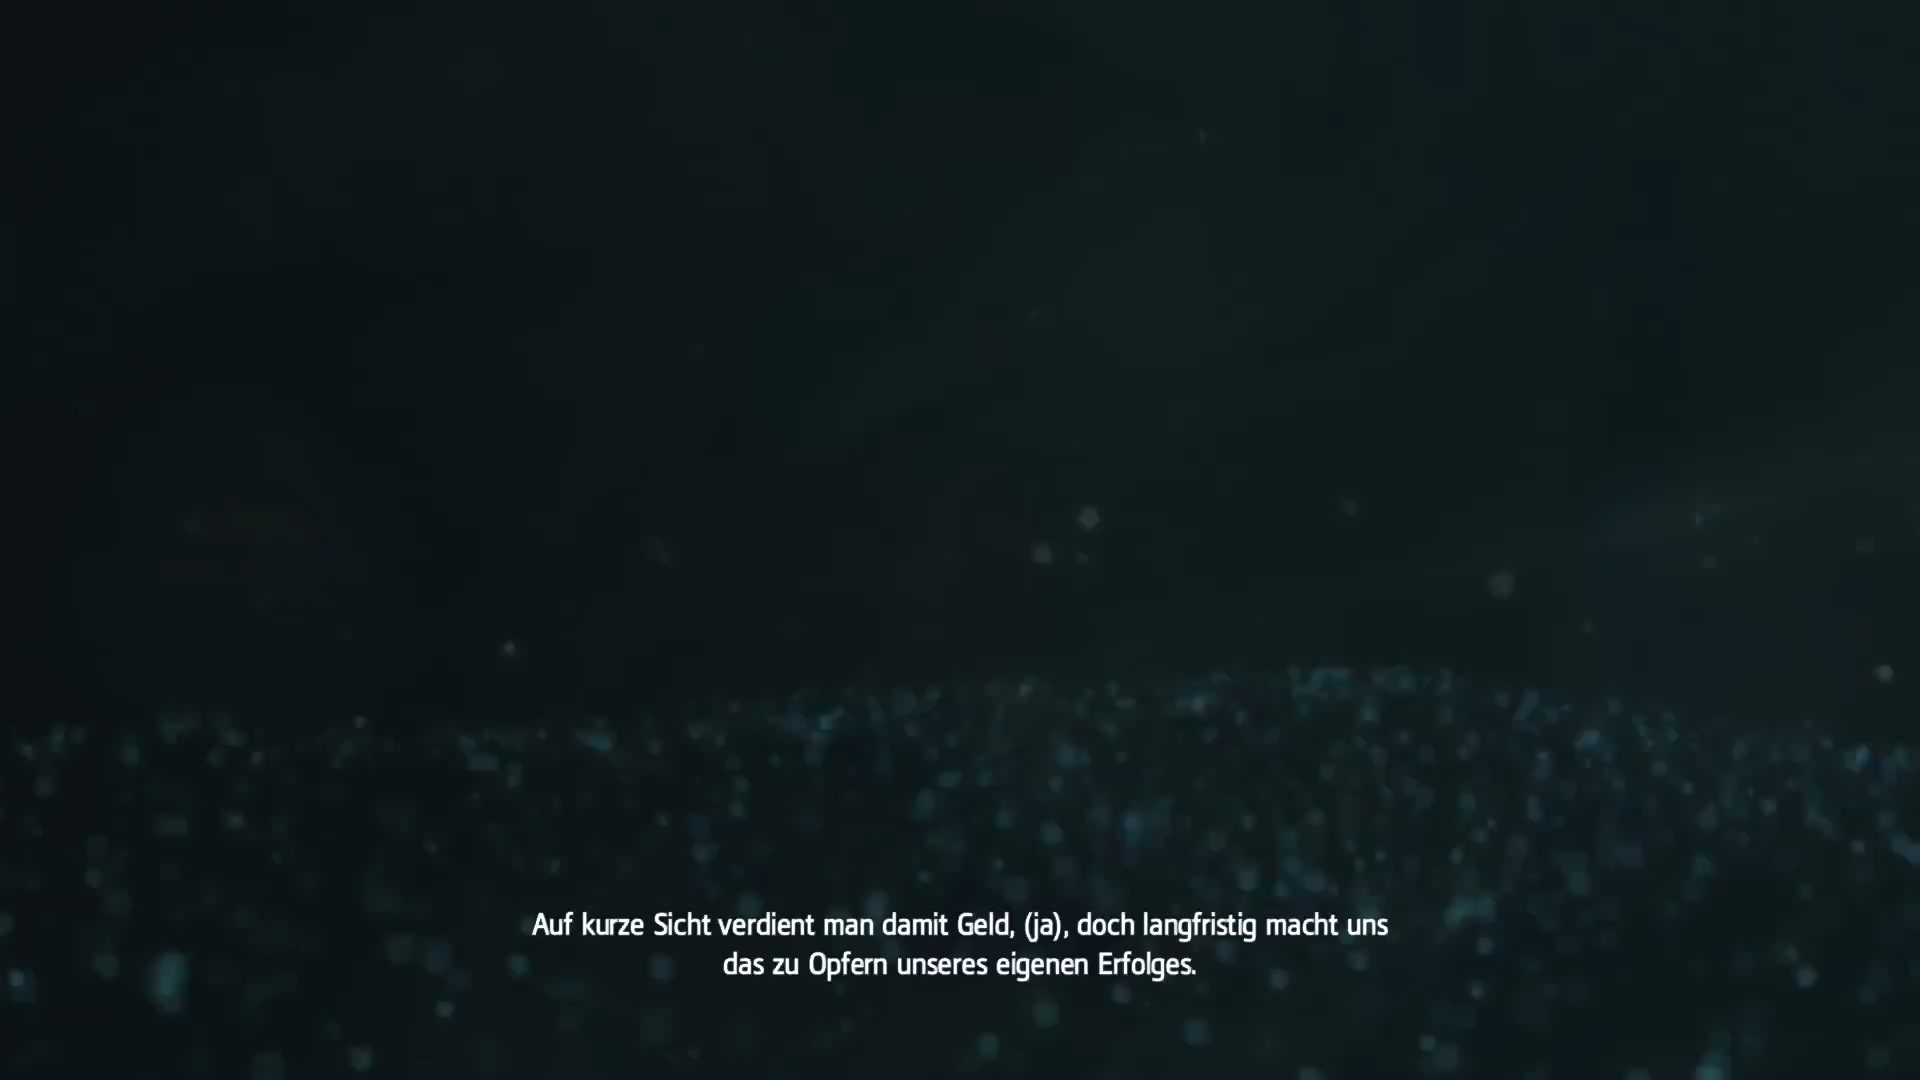 Auf kurze Sicht verdient man damit Geld, (ja), doch langfristig macht uns
das zu Opfern unseres eigenen Erfolges.